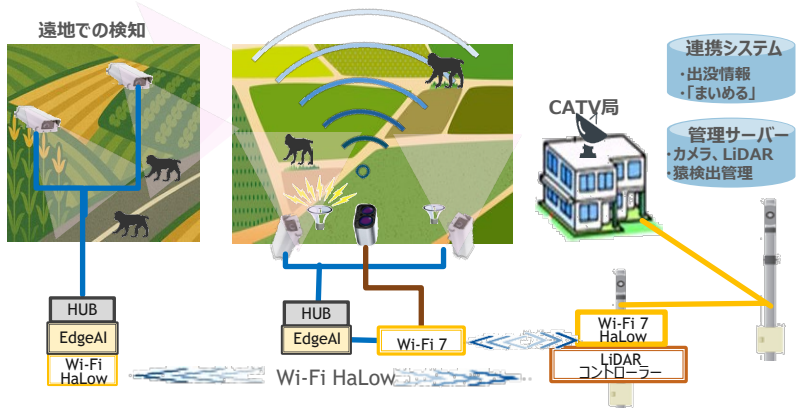 遠地での検知
連携システム
・出没情報
・「まいめる」
CATV局
管理サーバー
・カメラ、LiDAR
・猿検出管理
HUB
EdgeAI
Wi-Fi
HaLow
HUB
EdgeAI
Wi-Fi 7
Wi-Fi 7
HaLow
LiDAR
コントローラー
Wi-Fi HaLow